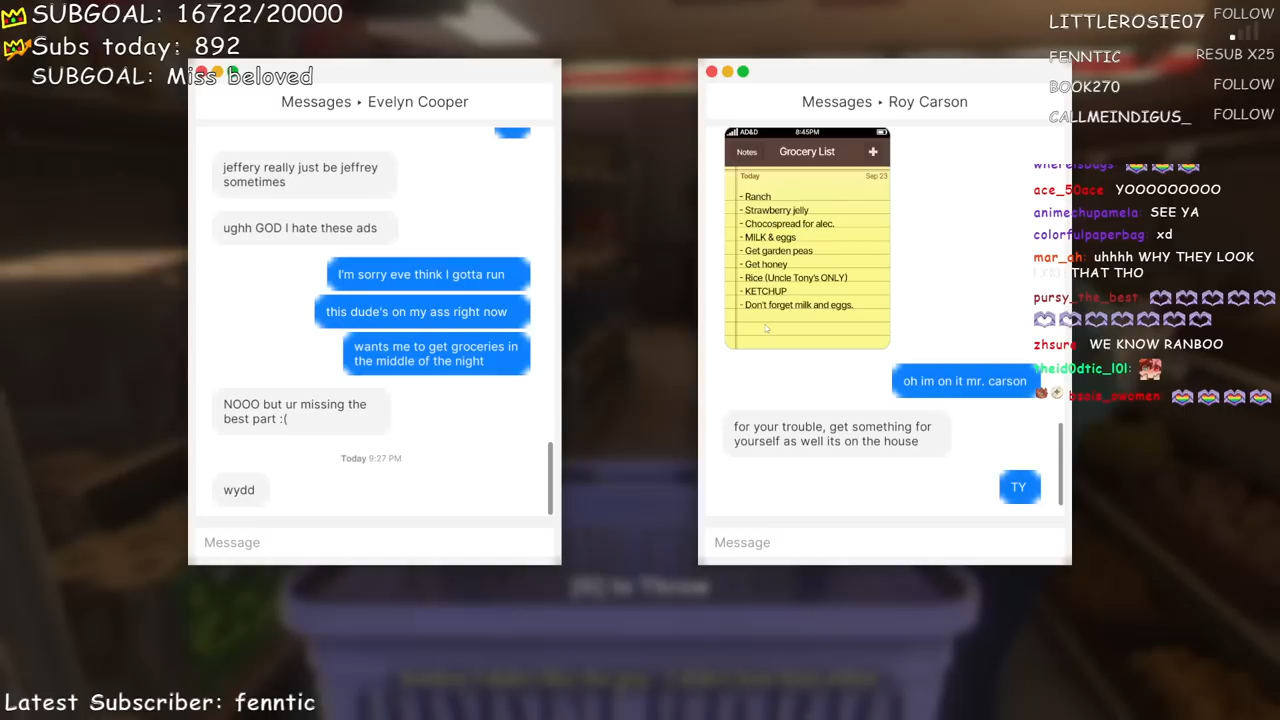 SUBGOAL: 16722/20000
Subs today: 892
SUBGOAL: Miss beloved
Messages ‣ Evelyn Cooper
jeffery really just be jeffrey
sometimes
ughh GOD I hate these ads
I'm sorry eve think I gotta run
this dude's on my ass right now
wants me to get groceries in
the middle of the night
NOOO but ur missing the
best part :(
Today 9:27 PM
wydd
Message
Messages ‣ Roy Carson
AD&D 8:45PM
Notes Grocery List +
Today Sep 23
- Ranch
- Strawberry jelly
- Chocospread for alec.
- MILK & eggs
- Get garden peas
- Get honey
- Rice (Uncle Tony's ONLY)
- KETCHUP
- Don't forget milk and eggs.
oh im on it mr. carson
for your trouble, get something for
yourself as well its on the house
TY
Message
LITTLEROSIE07 FOLLOW
FENNTIC RESUB X25
BOOK270 FOLLOW
CALLMEINDIGUS_ FOLLOW
whereisbugs:
ace_50ace YOOOOOOOOO
animechupamela: SEE YA
colorfulpaperbag: xd
mar_ah: uhhhh WHY THEY LOOK
THAT THO
pursy_the_best:
zhsure: WE KNOW RANBOO
theid0dtic_l0l:
[E] to Throw
Latest Subscriber: fenntic